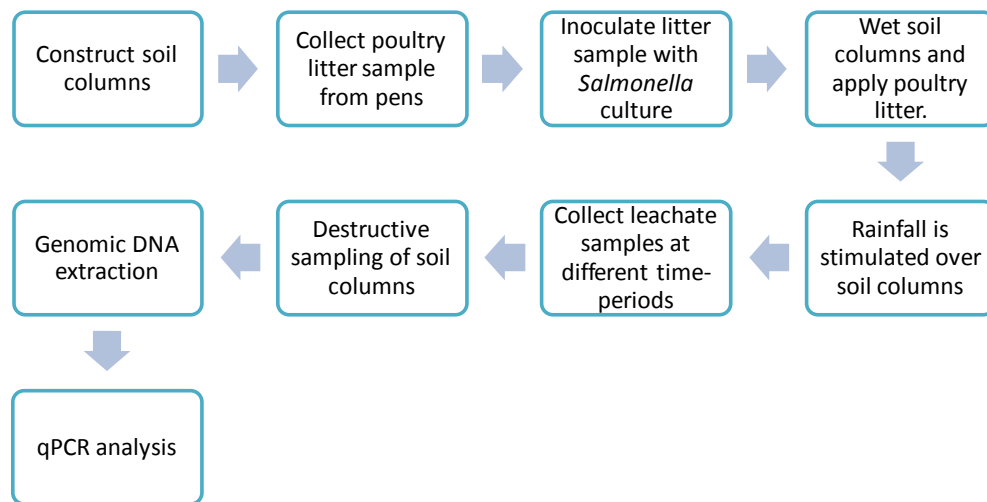 Construct soil
columns
Collect poultry
litter sample
from pens
Inoculate litter
sample with
Salmonella
culture
Wet soil
columns and
apply poultry
litter.
Rainfall is
stimulated over
soil columns
Collect leachate
samples at
different time-
periods
Destructive
sampling of soil
columns
Genomic DNA
extraction
qPCR analysis